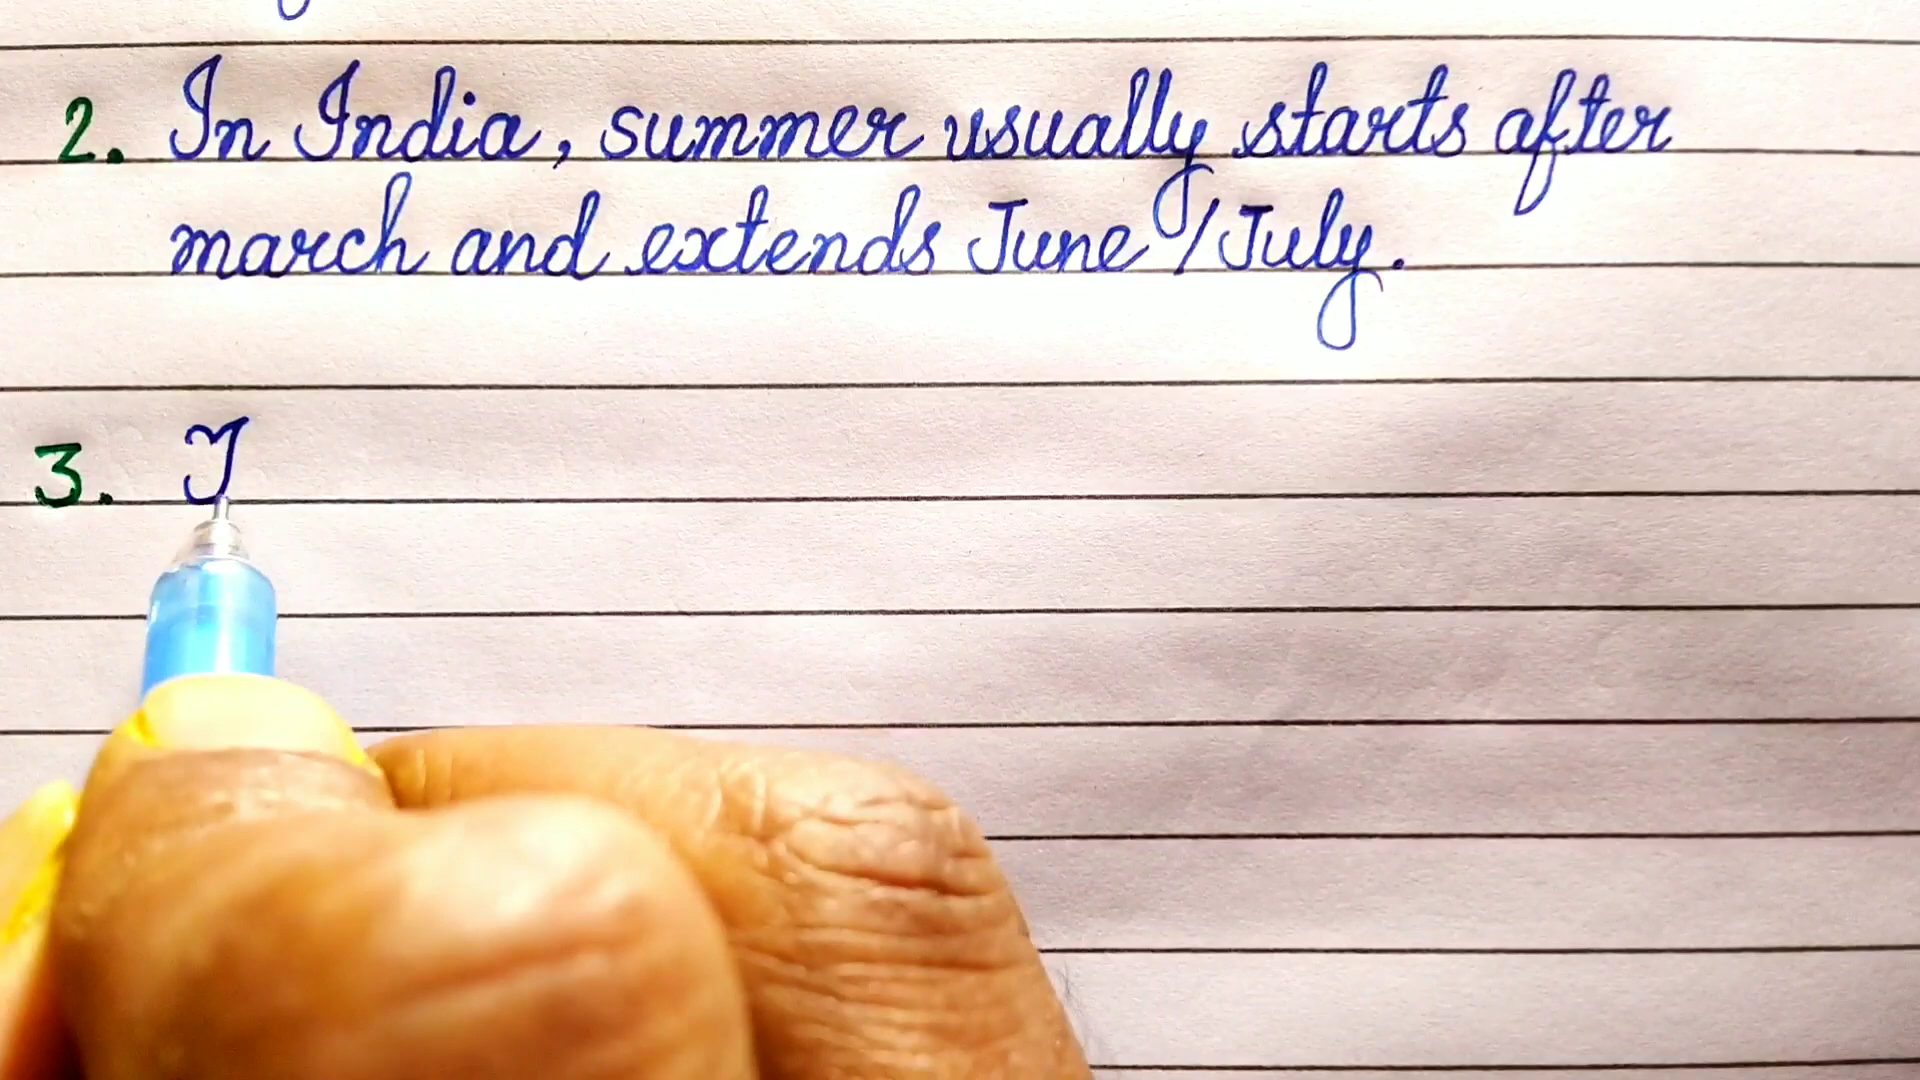 2. In India, summer usually starts after
march and extends June/July.
3.